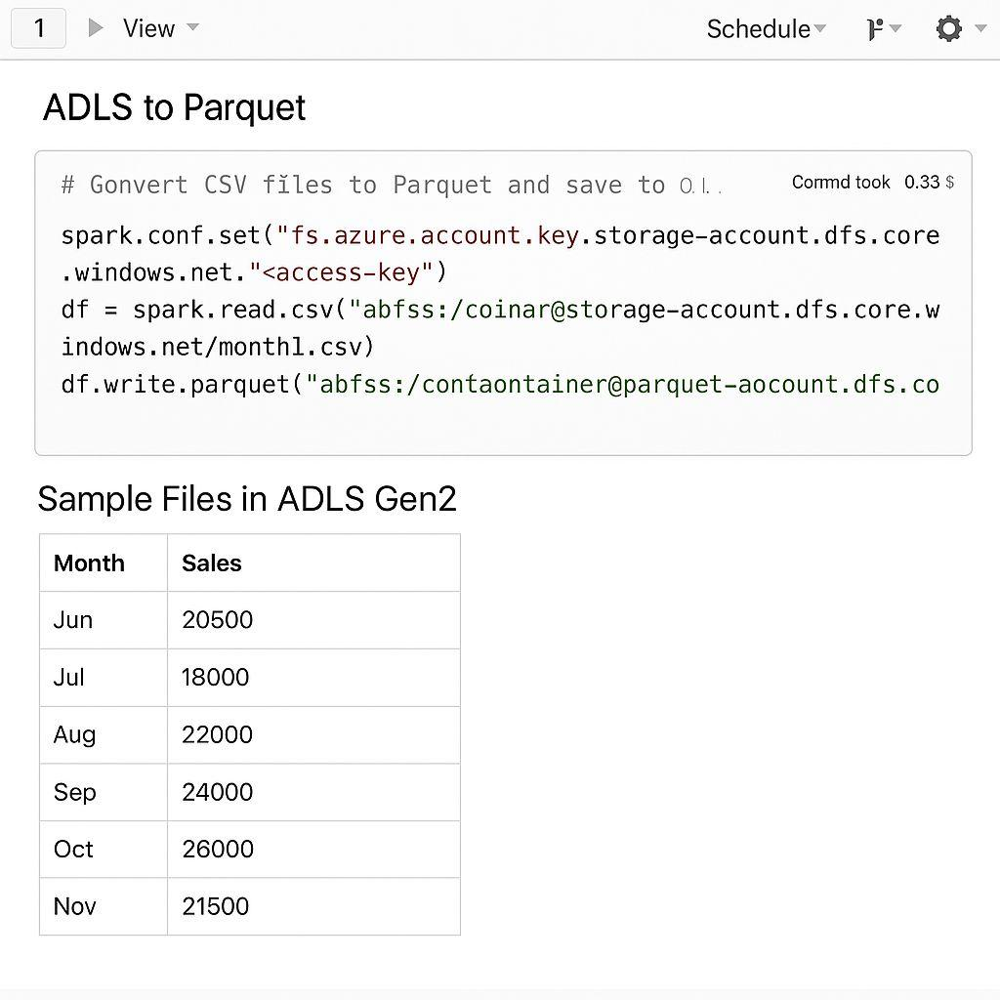 1 View Schedule
ADLS to Parquet
# Gonvert CSV files to Parquet and save to
Cormd took 0.33 $
spark.conf.set("fs.azure.account.key.storage-account.dfs.core
.windows.net."<access-key")
df = spark.read.csv("abfss:/coinar@storage-account.dfs.core.w
indows.net/monthl.csv)
df.write.parquet("abfss:/contaontainer@parquet-aocount.dfs.co
Sample Files in ADLS Gen2
Month Sales
Jun 20500
Jul 18000
Aug 22000
Sep 24000
Oct 26000
Nov 21500